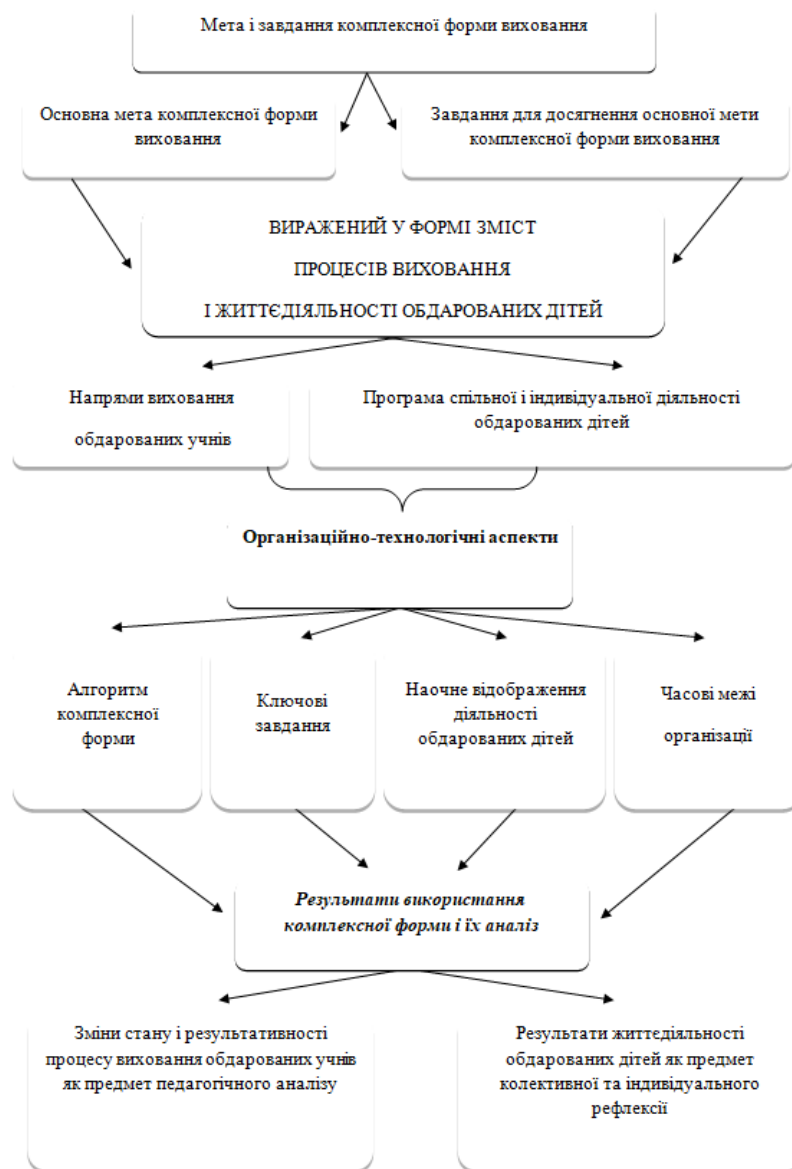 Мета і завдання комплексної форми виховання
Основна мета комплексної форми
виховання
Завдання для досягнення основної мети
комплексної форми виховання
ВИРАЖЕНИЙ У ФОРМІ ЗМІСТ
ПРОЦЕСІВ ВИХОВАННЯ
І ЖИТТЄДІЯЛЬНОСТІ ОБДАРОВАНИХ ДІТЕЙ
Напрями виховання
обдарованих учнів
Програма спільної і індивідуальної діяльності
обдарованих дітей
Організаційно-технологічні аспекти
Алгоритм
комплексної
форми
Ключові
завдання
Наочне відображення
діяльності
обдарованих дітей
Часові межі
організації
Результати використання
комплексної форми і їх аналіз
Зміни стану і результативності
процесу виховання обдарованих учнів
як предмет педагогічного аналізу
Результати життедіяльності
обдарованих дітей як предмет
колективної та індивідуального
рефлексії